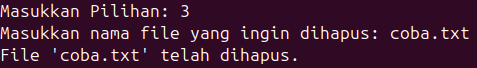 Masukkan Pilihan: 3
Masukkan nama file yang ingin dihapus: coba.txt
File 'coba.txt' telah dihapus.